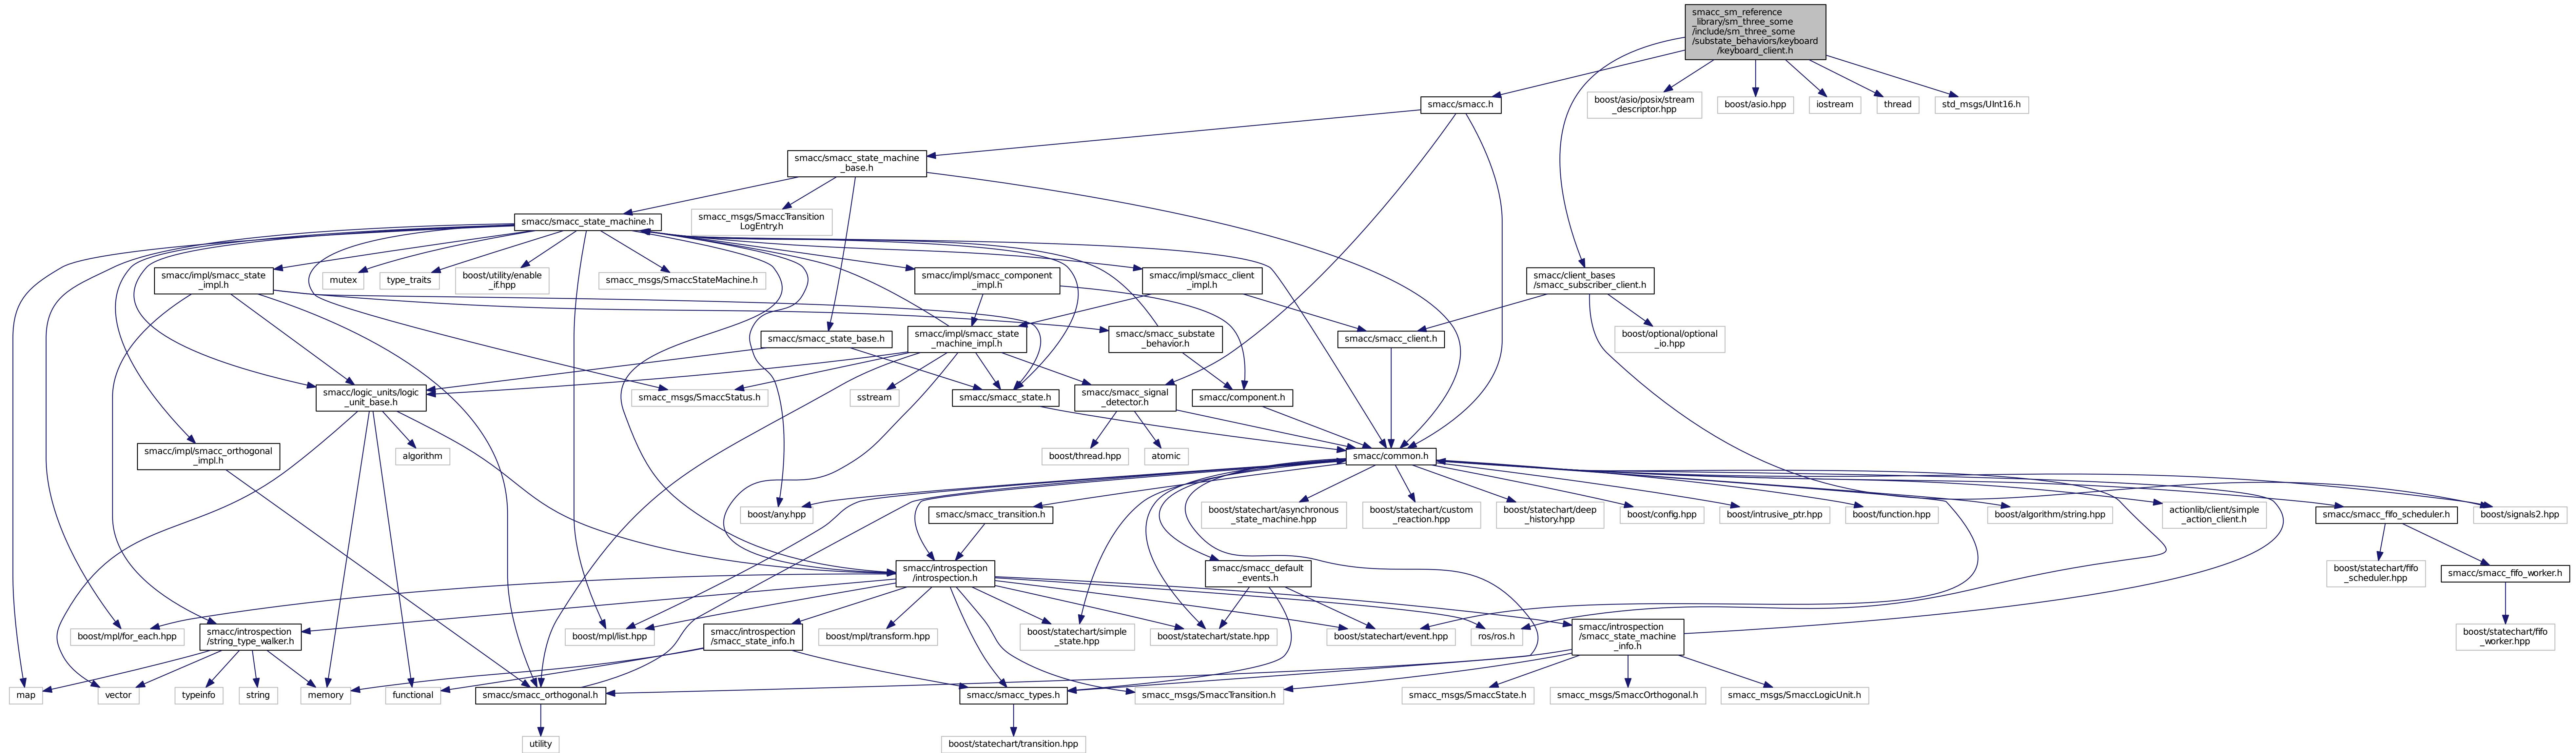 smacc_sm_reference
_library/sm_three_some
/include/sm_three_some
/substate_behaviors/keyboard
/keyboard_client.h
smacc/smacc.h
boost/asio/posix/stream
_descriptor.hpp
boost/asio.hpp
iostream
thread
std_msgs/UInt16.h
smacc/smacc_state_machine
_base.h
smacc/smacc_state_machine.h
smacc_msgs/SmaccTransition
LogEntry.h
smacc/impl/smacc_state
_impl.h
mutex
type_traits
boost/utility/enable
_if.hpp
smacc_msgs/SmaccStateMachine.h
smacc/impl/smacc_component
_impl.h
smacc/impl/smacc_client
_impl.h
smacc/client_bases
/smacc_subscriber_client.h
smacc/smacc_state_base.h
smacc/impl/smacc_state
_machine_impl.h
smacc/smacc_substate
_behavior.h
smacc/smacc_client.h
boost/optional/optional
_io.hpp
smacc/logic_units/logic
_unit_base.h
smacc_msgs/SmaccStatus.h
sstream
smacc/smacc_state.h
smacc/smacc_signal
_detector.h
smacc/component.h
smacc/impl/smacc_orthogonal
_impl.h
algorithm
boost/thread.hpp
atomic
smacc/common.h
boost/any.hpp
smacc/smacc_transition.h
boost/statechart/asynchronous
_state_machine.hpp
boost/statechart/custom
_reaction.hpp
boost/statechart/deep
_history.hpp
boost/config.hpp
boost/intrusive_ptr.hpp
boost/function.hpp
boost/algorithm/string.hpp
actionlib/client/simple
_action_client.h
smacc/smacc_fifo_scheduler.h
boost/signals2.hpp
smacc/introspection
/introspection.h
smacc/smacc_default
_events.h
boost/statechart/fifo
_scheduler.hpp
smacc/smacc_fifo_worker.h
boost/mpl/for_each.hpp
smacc/introspection
/string_type_walker.h
boost/mpl/list.hpp
smacc/introspection
/smacc_state_info.h
boost/mpl/transform.hpp
boost/statechart/simple
_state.hpp
boost/statechart/state.hpp
boost/statechart/event.hpp
ros/ros.h
smacc/introspection
/smacc_state_machine
_info.h
boost/statechart/fifo
_worker.hpp
map
vector
typeinfo
string
memory
functional
smacc/smacc_orthogonal.h
smacc/smacc_types.h
smacc_msgs/SmaccTransition.h
smacc_msgs/SmaccState.h
smacc_msgs/SmaccOrthogonal.h
smacc_msgs/SmaccLogicUnit.h
utility
boost/statechart/transition.hpp